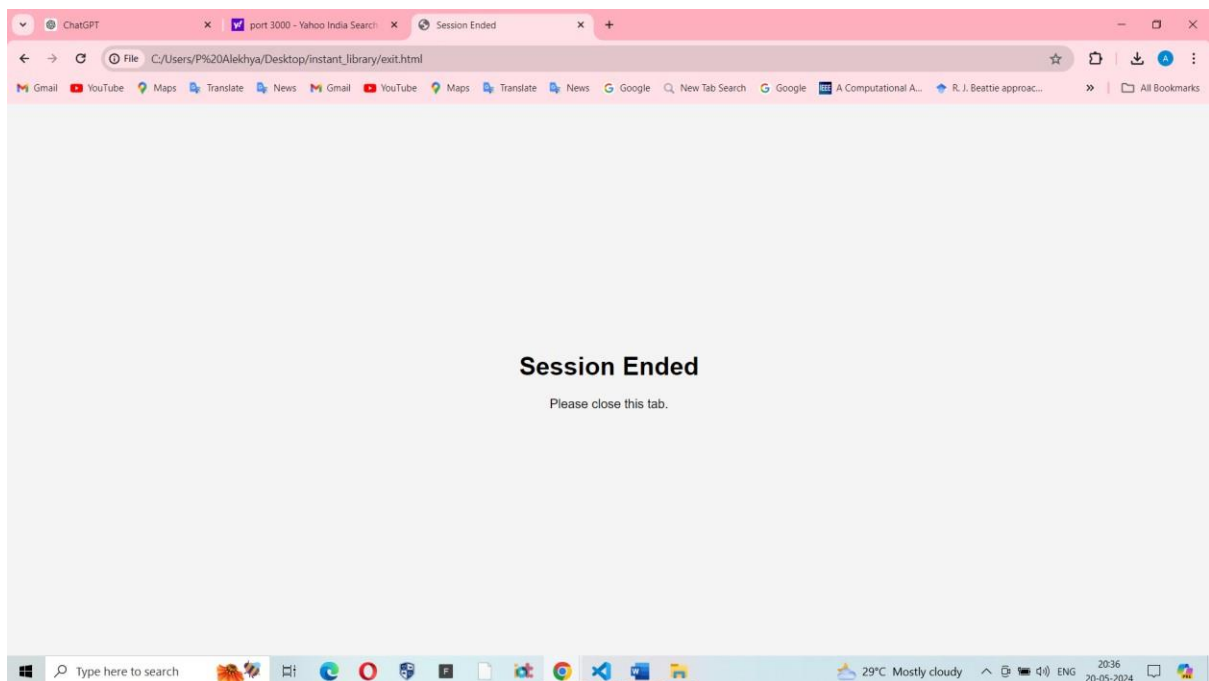 ChatGPT port 3000 - Yahoo India Search Session Ended
File C:/Users/P%20Alekhya/Desktop/instant_library/exit.html A
Gmail YouTube Maps Translate News Gmail YouTube Maps Translate News Google New Tab Search Google IEEE A Computational A... R. J. Beattie approac... » All Bookmarks
Session Ended
Please close this tab.
Type here to search 29°C Mostly cloudy ENG 20:36
20-05-2024